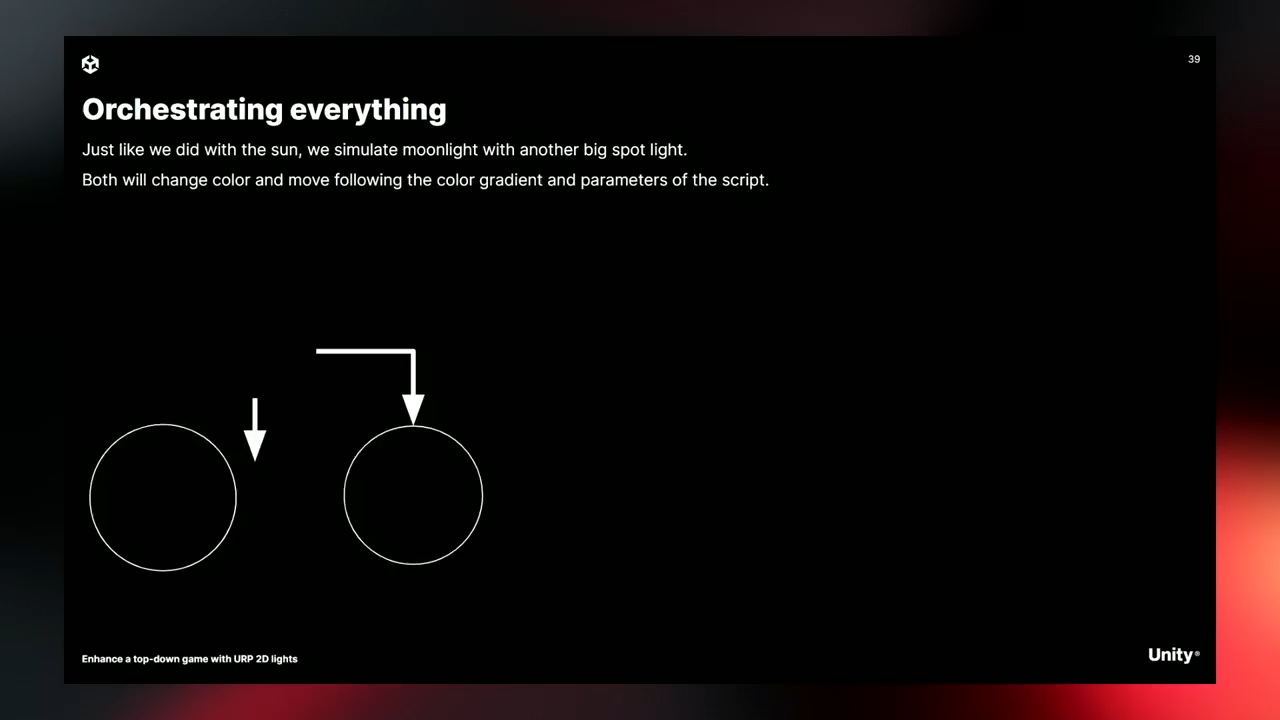 39
Orchestrating everything
Just like we did with the sun, we simulate moonlight with another big spot light.
Both will change color and move following the color gradient and parameters of the script.
Enhance a top-down game with URP 2D lights
Unity®